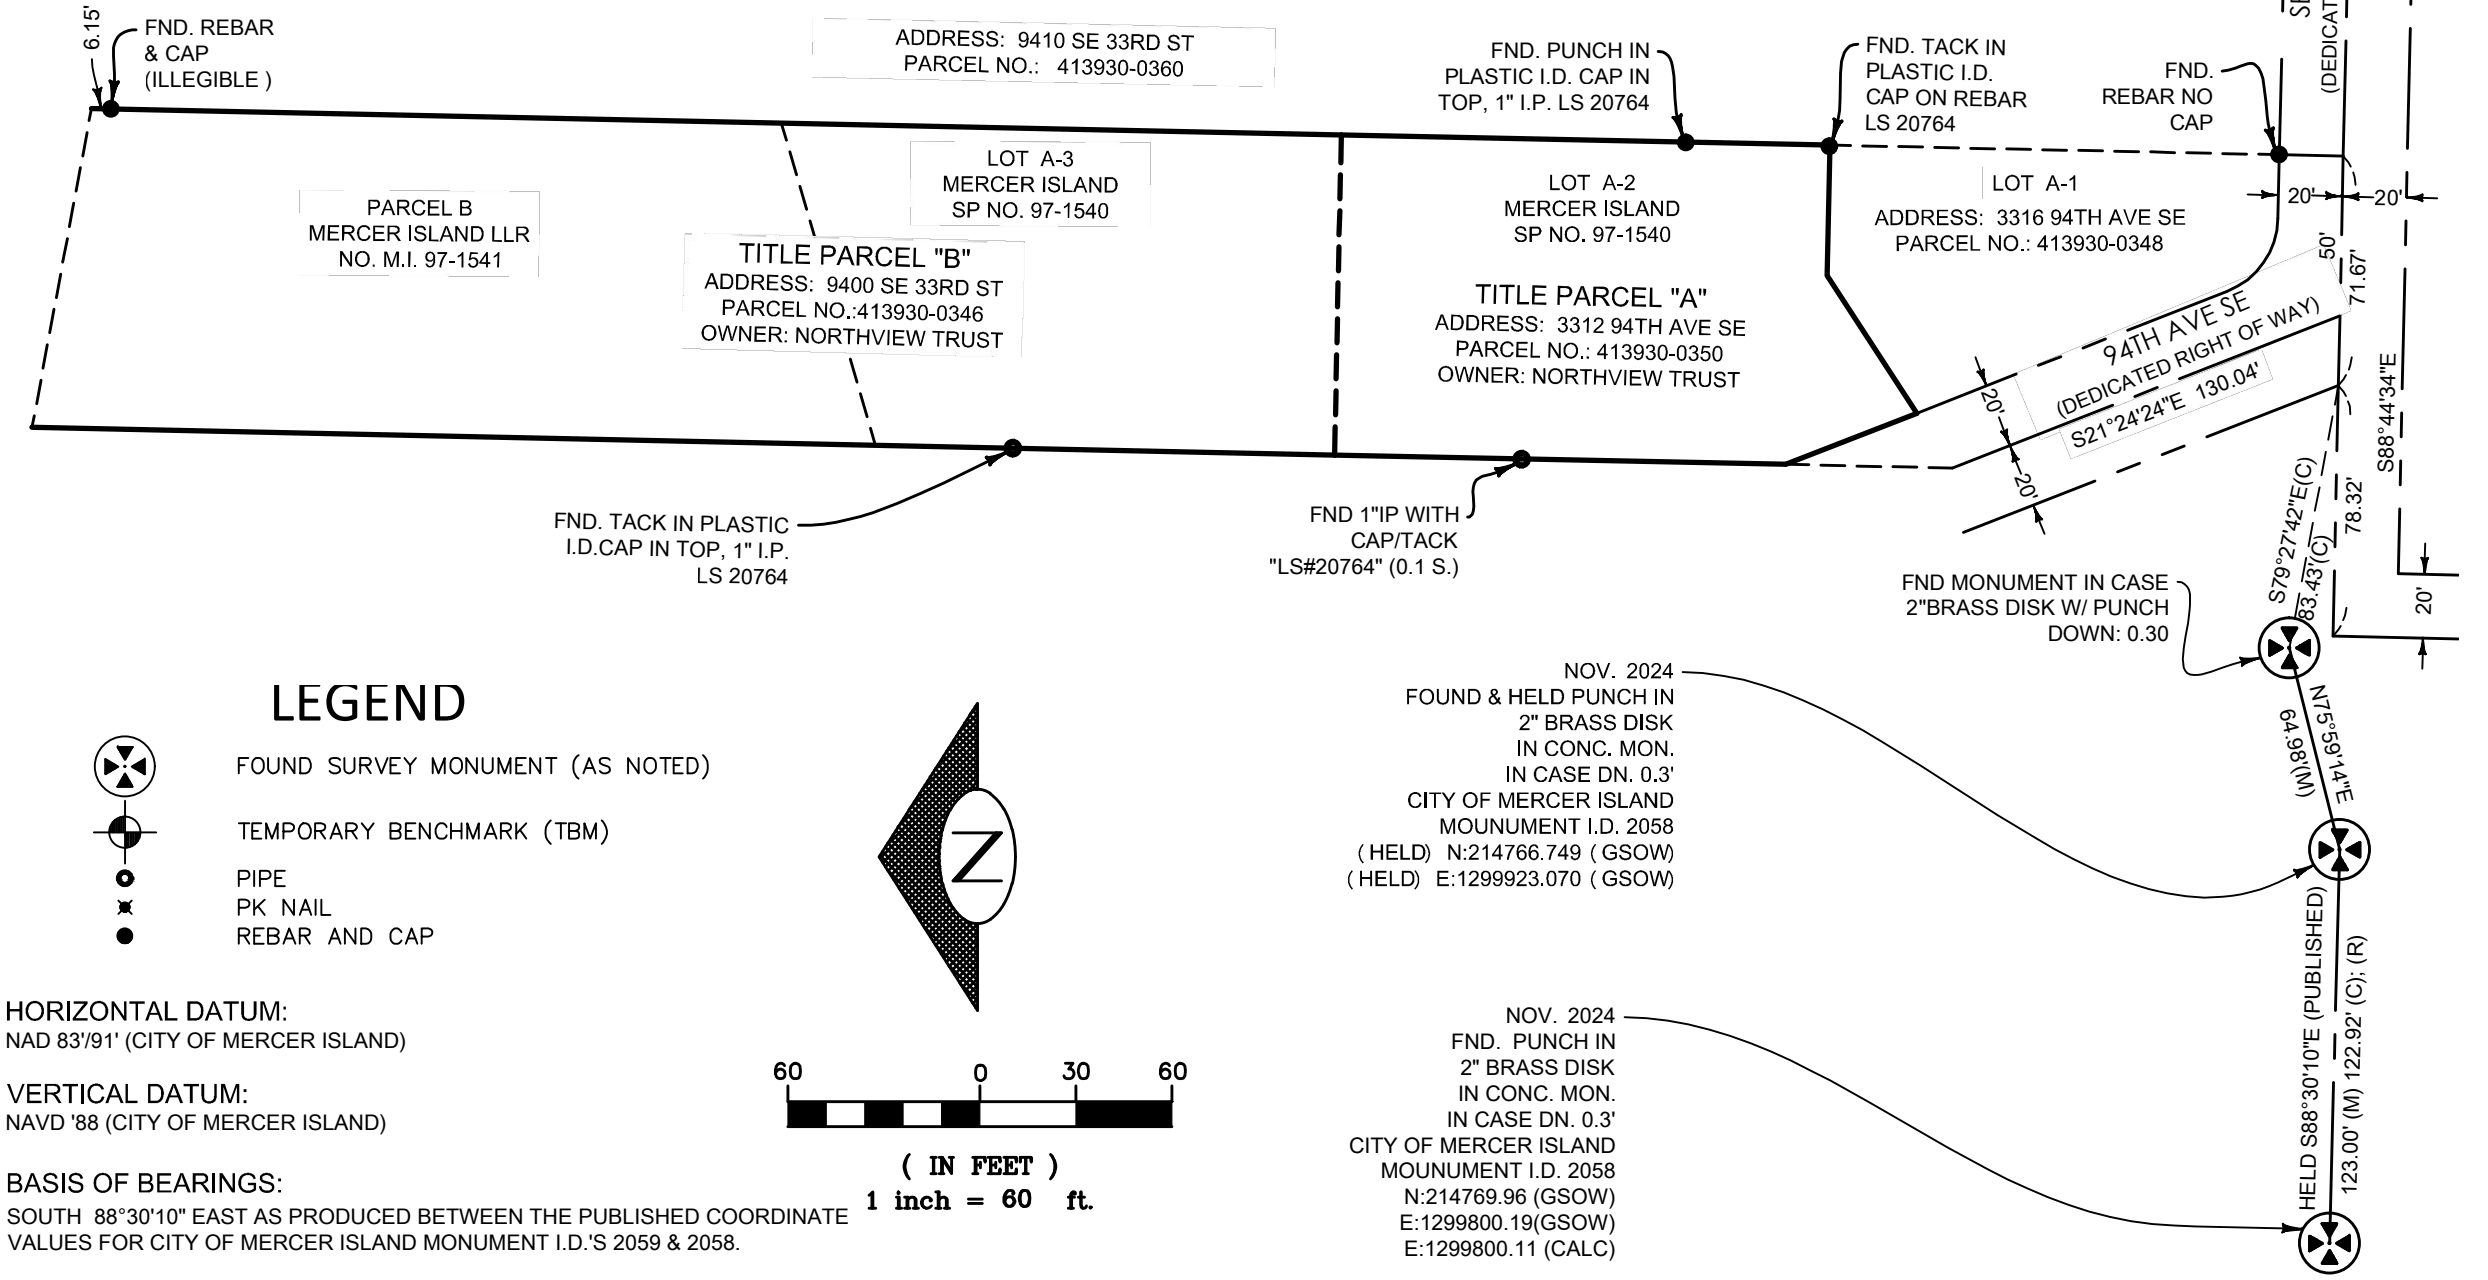 6.15'
FND. REBAR
& CAP
(ILLEGIBLE )
ADDRESS: 9410 SE 33RD ST
PARCEL NO.: 413930-0360
FND. PUNCH IN
PLASTIC I.D. CAP IN
TOP, 1" I.P. LS 20764
FND. TACK IN
PLASTIC I.D.
CAP ON REBAR
LS 20764
FND.
REBAR NO
CAP
SE
(DEDICAT
PARCEL B
MERCER ISLAND LLR
NO. M.I. 97-1541
LOT A-3
MERCER ISLAND
SP NO. 97-1540
TITLE PARCEL "B"
ADDRESS: 9400 SE 33RD ST
PARCEL NO.:413930-0346
OWNER: NORTHVIEW TRUST
LOT A-2
MERCER ISLAND
SP NO. 97-1540
TITLE PARCEL "A"
ADDRESS: 3312 94TH AVE SE
PARCEL NO.: 413930-0350
OWNER: NORTHVIEW TRUST
LOT A-1
ADDRESS: 3316 94TH AVE SE
PARCEL NO.: 413930-0348
20'
20'
50'
71.67'
94TH AVE SE
(DEDICATED RIGHT OF WAY)
S21°24'24"E 130.04'
20'
20'
S88°44'34"E
S79°27'42"E(C)
83.43'(C)
78.32'
20'
FND. TACK IN PLASTIC
I.D.CAP IN TOP, 1" I.P.
LS 20764
FND 1"IP WITH
CAP/TACK
"LS#20764" (0.1 S.)
FND MONUMENT IN CASE
2"BRASS DISK W/ PUNCH
DOWN: 0.30
N75°59'14"E
64.98'(M)
NOV. 2024
FOUND & HELD PUNCH IN
2" BRASS DISK
IN CONC. MON.
IN CASE DN. 0.3'
CITY OF MERCER ISLAND
MOUNUMENT I.D. 2058
( HELD) N:214766.749 ( GSOW)
( HELD) E:1299923.070 ( GSOW)
HELD S88°30'10"E (PUBLISHED)
123.00' (M) 122.92' (C); (R)
NOV. 2024
FND. PUNCH IN
2" BRASS DISK
IN CONC. MON.
IN CASE DN. 0.3'
CITY OF MERCER ISLAND
MOUNUMENT I.D. 2058
N:214769.96 (GSOW)
E:1299800.19(GSOW)
E:1299800.11 (CALC)
LEGEND
FOUND SURVEY MONUMENT (AS NOTED)
TEMPORARY BENCHMARK (TBM)
PIPE
PK NAIL
REBAR AND CAP
N
HORIZONTAL DATUM:
NAD 83'/91' (CITY OF MERCER ISLAND)
VERTICAL DATUM:
NAVD '88 (CITY OF MERCER ISLAND)
BASIS OF BEARINGS:
SOUTH 88°30'10" EAST AS PRODUCED BETWEEN THE PUBLISHED COORDINATE
VALUES FOR CITY OF MERCER ISLAND MONUMENT I.D.'S 2059 & 2058.
60 0 30 60
( IN FEET )
1 inch = 60 ft.